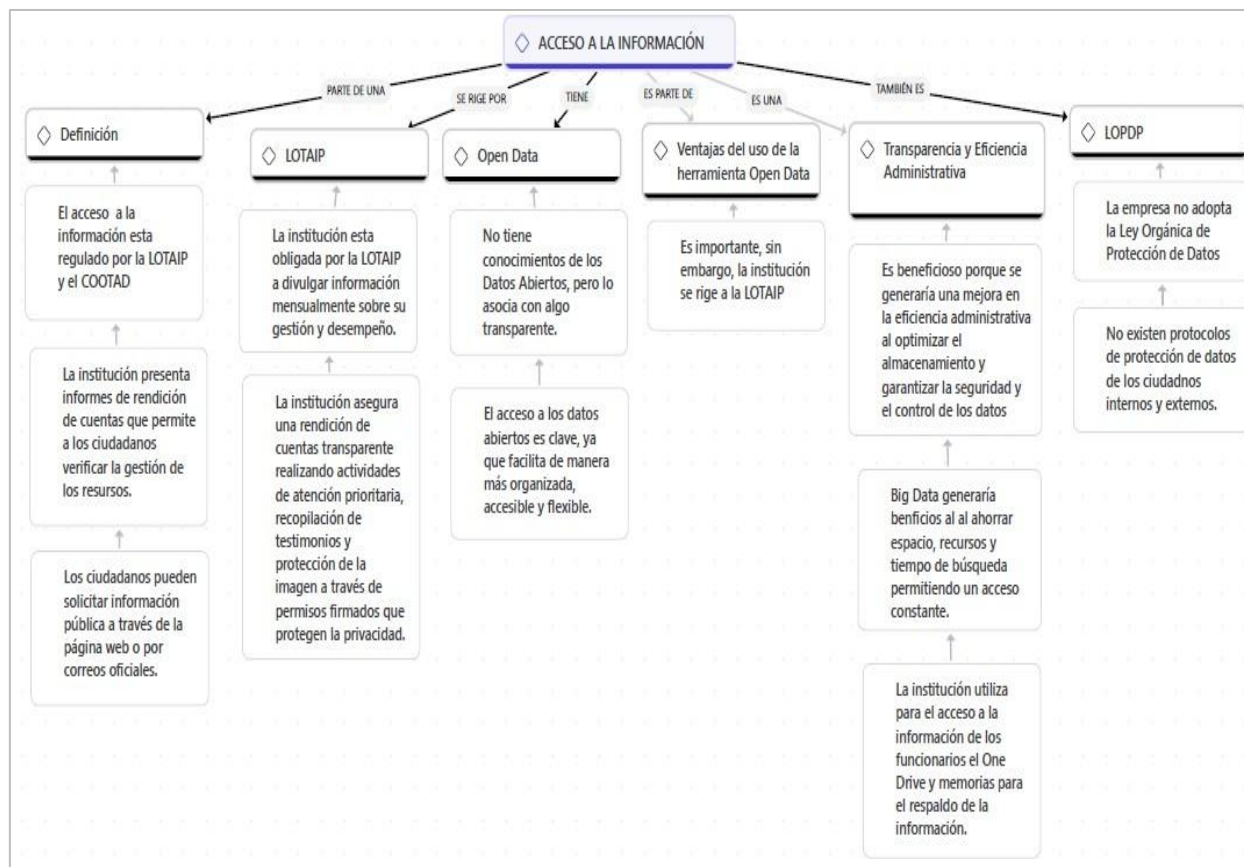 ACCESO A LA INFORMACIÓN
PARTE DE UNA
SE RIGE POR
TIENE
ES PARTE DE
ES UNA
TAMBIÉN ES
Definición
El acceso a la
información esta
regulado por la LOTAIP
y el COOTAD
La institución presenta
informes de rendición
de cuentas que permite
a los ciudadanos
verificar la gestión de
los resursos.
Los ciudadanos pueden
solicitar información
pública a través de la
página web o por
correos oficiales.
LOTAIP
La institución esta
obligada por la LOTAIP
a divulgar información
mensualmente sobre su
gestión y desempeño.
La institución asegura
una rendición de
cuentas transparente
realizando actividades
de atención prioritaria,
recopilación de
testimonios y
protección de la
imagen a través de
permisos firmados que
protegen la privacidad.
Open Data
No tiene
conocimientos de los
Datos Abiertos, pero lo
asocia con algo
transparente.
El acceso a los datos
abiertos es clave, ya
que facilita de manera
más organizada,
accesible y flexible.
Ventajas del uso de la
herramienta Open Data
Es importante, sin
embargo, la institución
se rige a la LOTAIP
Transparencia y Eficiencia
Administrativa
Es beneficioso porque se
generaría una mejora en
la eficiencia administrativa
al optimizar el
almacenamiento y
garantizar la seguridad y
el control de los datos
Big Data generaría
benficios al al ahorrar
espacio, recursos y
tiempo de búsqueda
permitiendo un acceso
constante.
La institución utiliza
para el acceso a la
información de los
funcionarios el One
Drive y memorias para
el respaldo de la
información.
LOPDP
La empresa no adopta
la Ley Orgánica de
Protección de Datos
No existen protocolos
de protección de datos
de los ciudadnos
internos y externos.